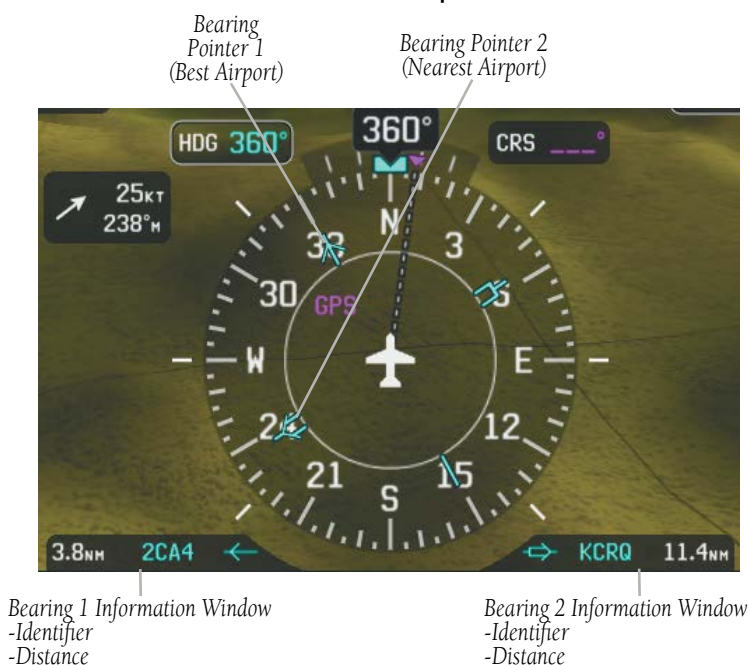 Bearing
Pointer 1
(Best Airport)
Bearing Pointer 2
(Nearest Airport)
HDG 360°
360°
CRS ___°
25KT
238°M
N
33
3
30
GPS
6
W
E
24
12
21
15
S
3.8NM 2CA4
KCRQ 11.4NM
Bearing 1 Information Window
-Identifier
-Distance
Bearing 2 Information Window
-Identifier
-Distance